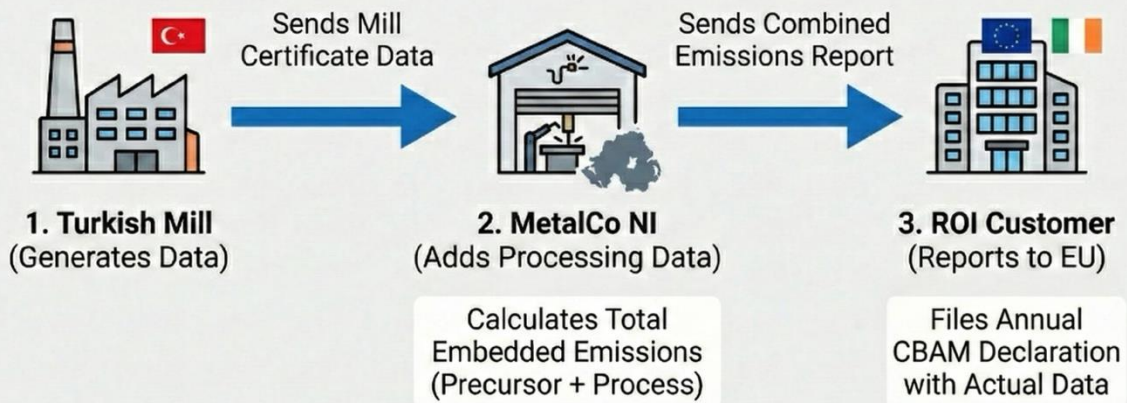 Sends Mill
Certificate Data
Sends Combined
Emissions Report
1. Turkish Mill
(Generates Data)
2. MetalCo NI
(Adds Processing Data)
3. ROI Customer
(Reports to EU)
Calculates Total
Embedded Emissions
(Precursor + Process)
Files Annual
CBAM Declaration
with Actual Data